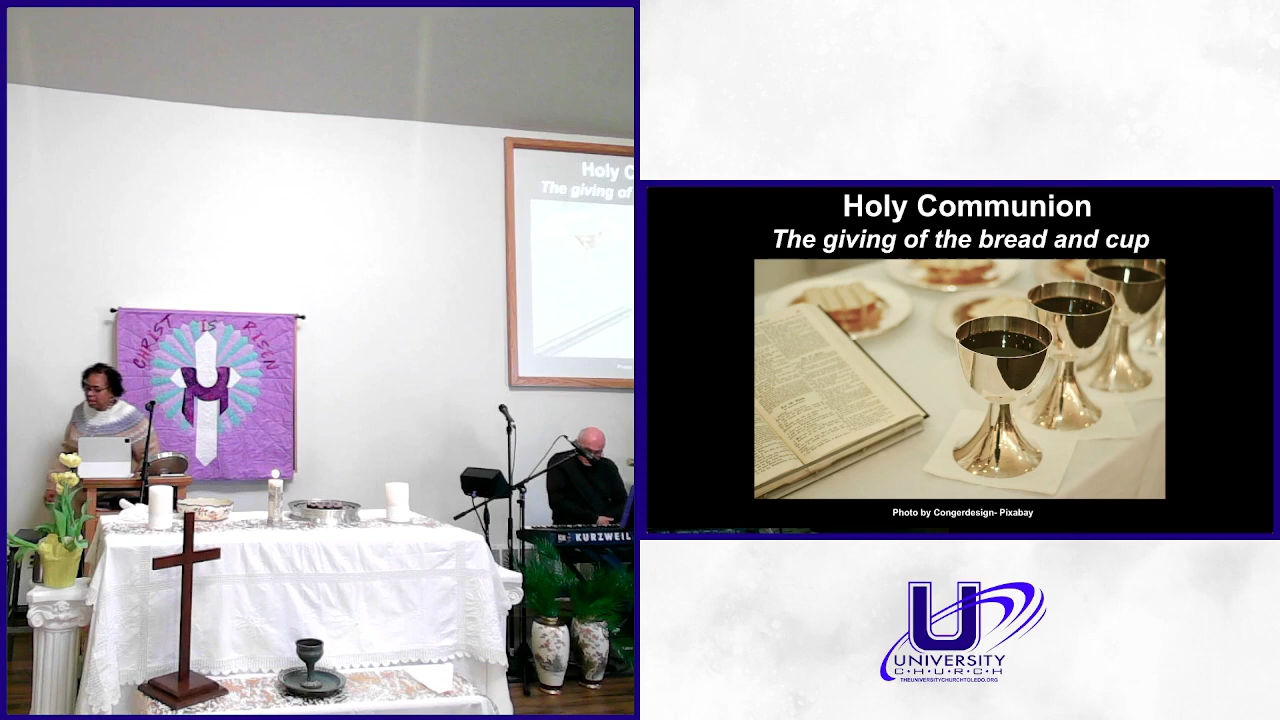 Holy C
The giving of
CHRIST IS RISEN
KURZWEIL
Holy Communion
The giving of the bread and cup
Photo by Congerdesign- Pixabay
U
UNIVERSITY
C·H·U·R·C·H
THEUNIVERSITYCHURCHTOLEDO.ORG